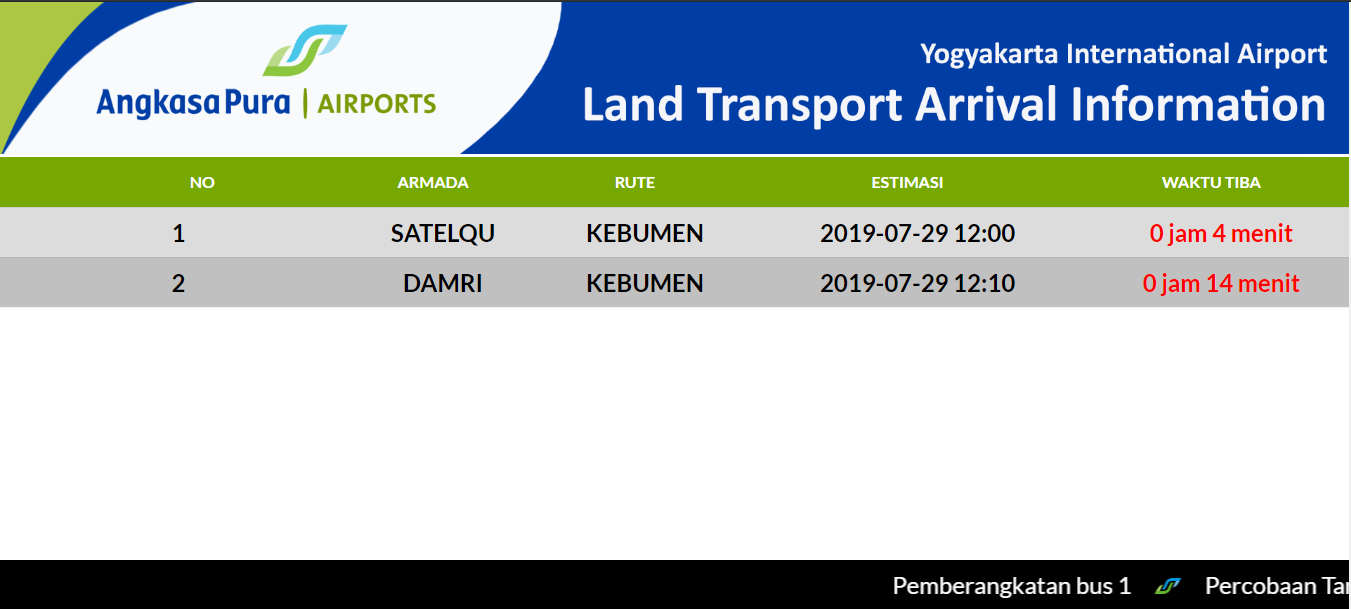 AngkasaPura | AIRPORTS
Yogyakarta International Airport
Land Transport Arrival Information
NO ARMADA RUTE ESTIMASI WAKTU TIBA
1 SATELQU KEBUMEN 2019-07-29 12:00 0 jam 4 menit
2 DAMRI KEBUMEN 2019-07-29 12:10 0 jam 14 menit
Pemberangkatan bus 1 Percobaan